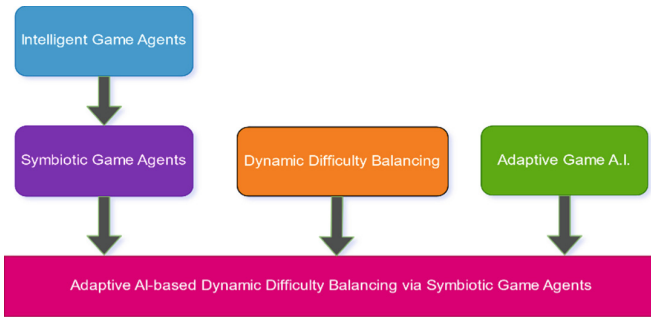 Intelligent Game Agents
Symbiotic Game Agents
Dynamic Difficulty Balancing
Adaptive Game A.I.
Adaptive AI-based Dynamic Difficulty Balancing via Symbiotic Game Agents